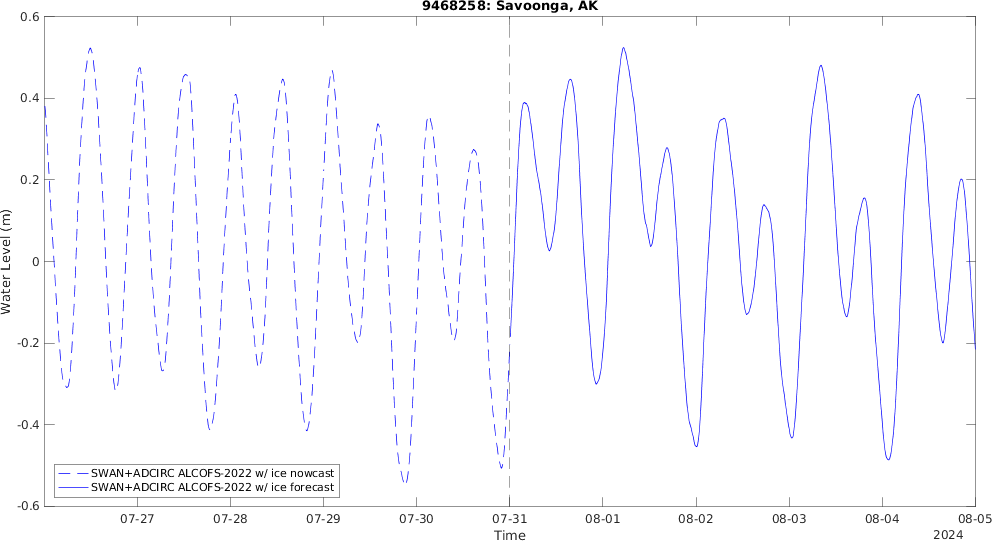 9468258: Savoonga, AK
Water Level (m)
0.6
0.4
0.2
0
-0.2
-0.4
-0.6
SWAN+ADCIRC ALCOFS-2022 w/ ice nowcast
SWAN+ADCIRC ALCOFS-2022 w/ ice forecast
07-27 07-28 07-29 07-30 07-31 08-01 08-02 08-03 08-04 08-05
Time
2024